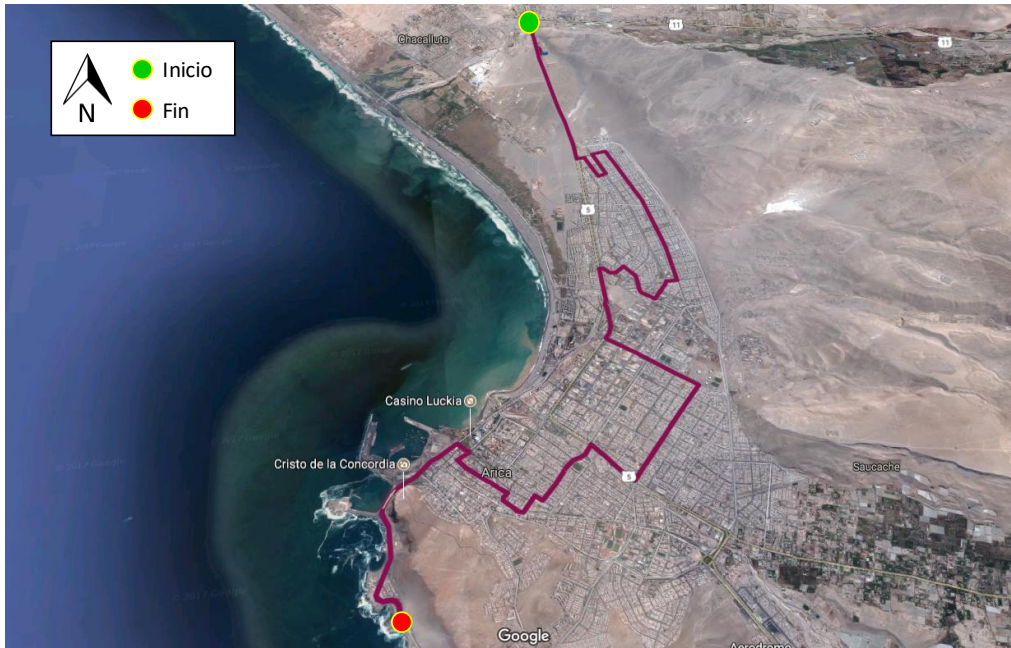 N
Inicio
Fin
Chacalluta
11
11
5
Casino Luckia
Cristo de la Concordia
Arica
5
Saucache
Google
Aerodromo